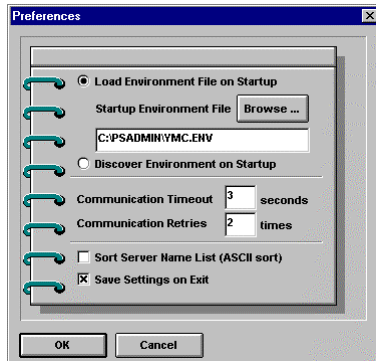 Preferences
Load Environment File on Startup
Startup Environment File Browse ...
C:\PSADMIN\YMC.ENV
Discover Environment on Startup
Communication Timeout 3 seconds
Communication Retries 2 times
Sort Server Name List (ASCII sort)
Save Settings on Exit
OK Cancel